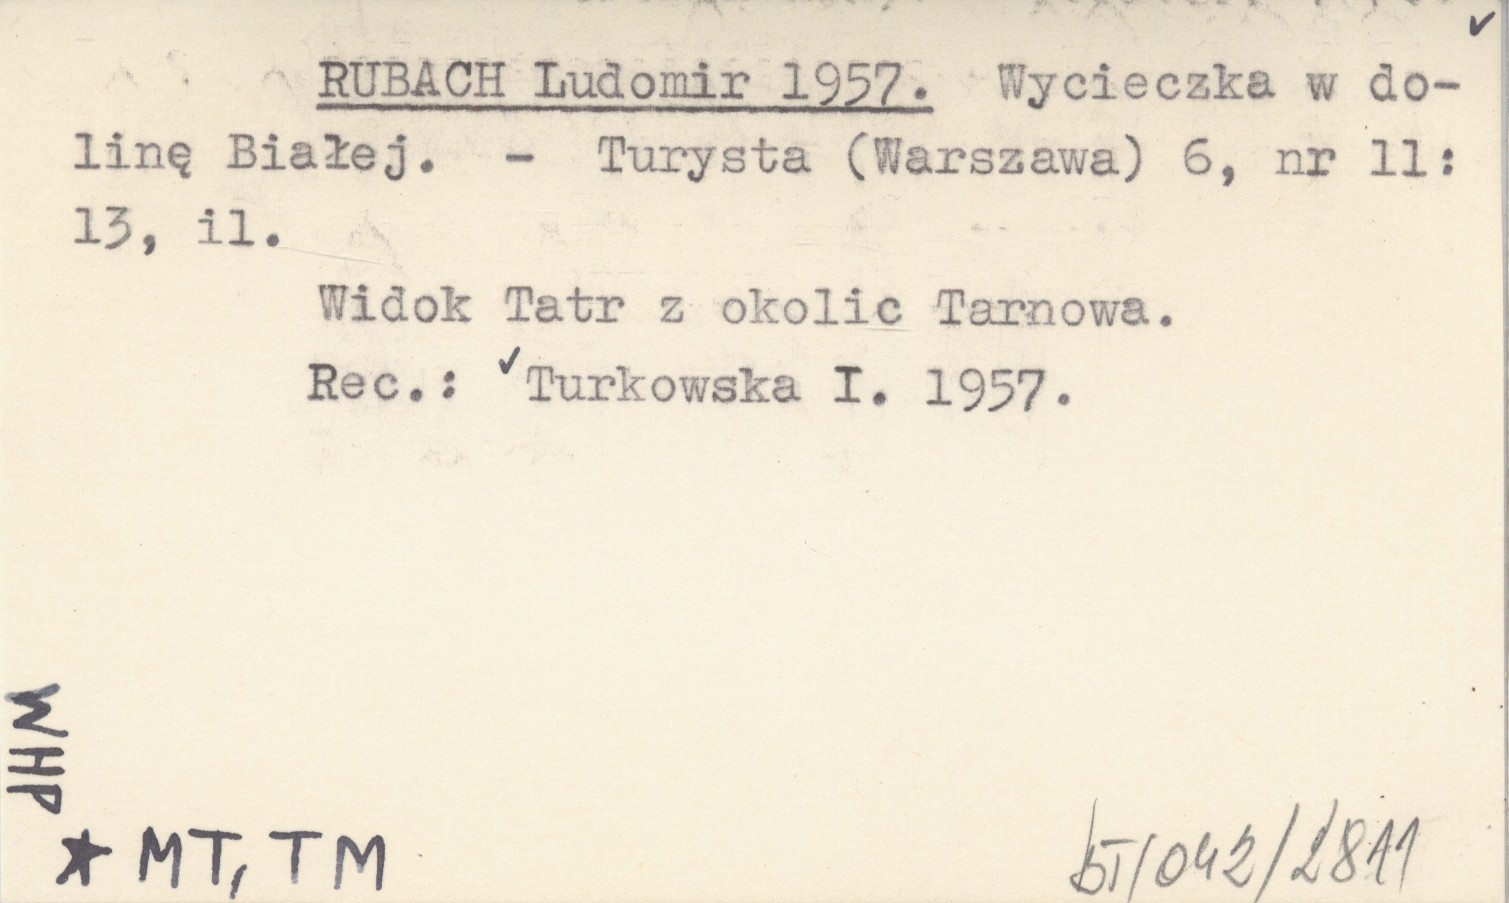 RUBACH Ludomir 1957. Wycieczka w do-
linę Białej. - Turysta (Warszawa) 6, nr 11:
13, il.
Widok Tatr z okolic Tarnowa.
Rec.: ✓Turkowska I. 1957.
WHP
★ MT, TM
bT/042/2811